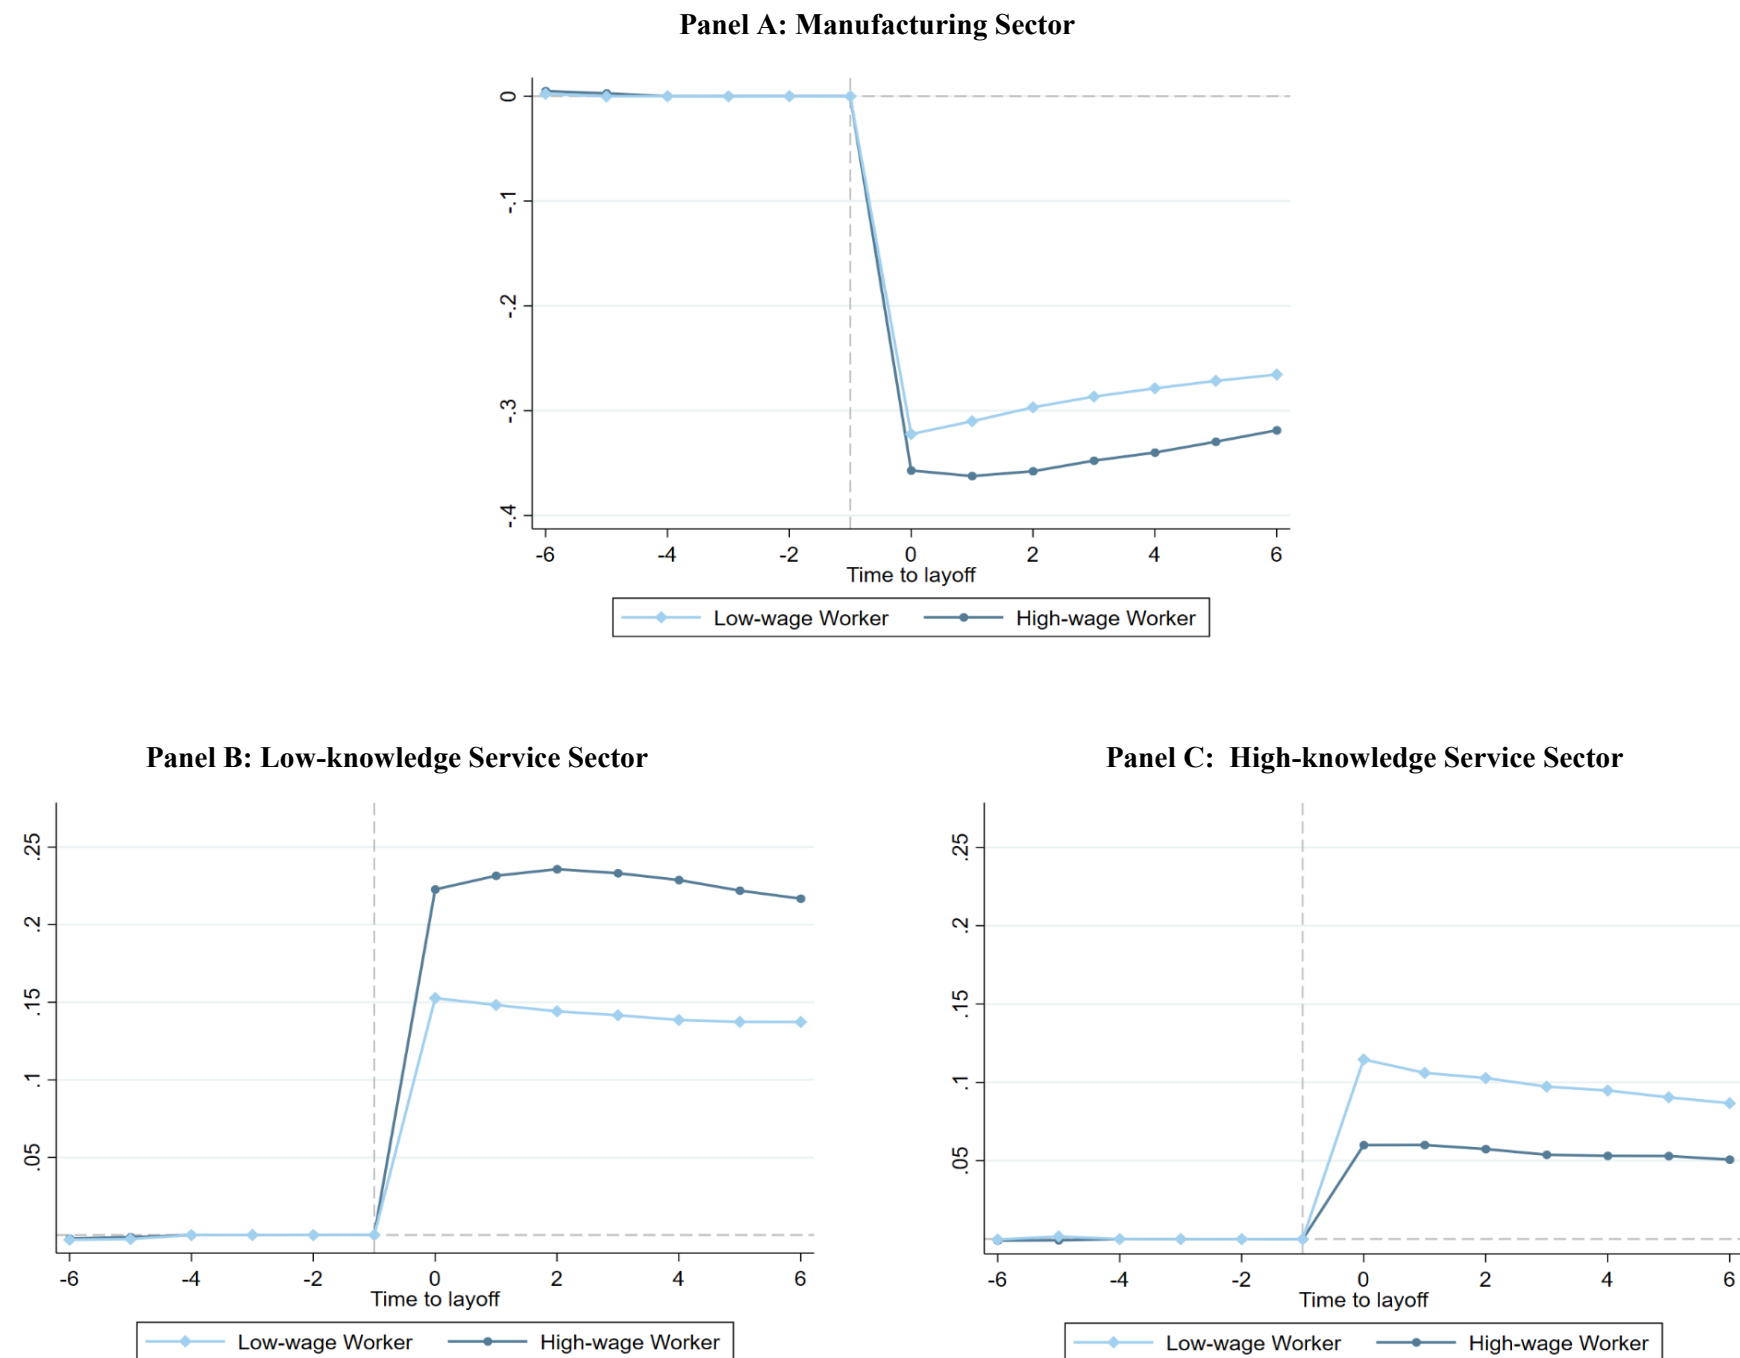 Panel A: Manufacturing Sector
0
-.1
-.2
-.3
-.4
-6 -4 -2 0 2 4 6
Time to layoff
Low-wage Worker High-wage Worker
Panel B: Low-knowledge Service Sector
.25
.2
.15
.1
.05
-6 -4 -2 0 2 4 6
Time to layoff
Low-wage Worker High-wage Worker
Panel C: High-knowledge Service Sector
.25
.2
.15
.1
.05
-6 -4 -2 0 2 4 6
Time to layoff
Low-wage Worker High-wage Worker